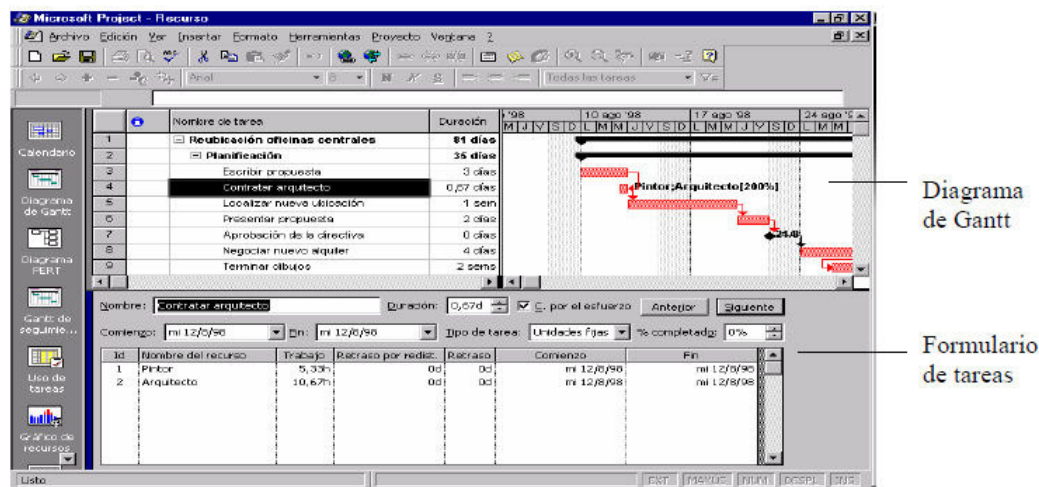 Microsoft Project - Recurso
Archivo Edición Ver Insertar Formato Herramientas Proyecto Ventana ?
Arial 8 N K S Todas las tareas
Nombre de tarea Duración '98 10 ago '98 17 ago '98 24 ago '9
M J V S D L M M J V S D L M M J V S D L M M
1 Reubicación oficinas centrales 81 días
2 Planificación 35 días
3 Escribir propuesta 3 días
4 Contratar arquitecto 0,67 días Pintor;Arquitecto[200%]
5 Localizar nueva ubicación 1 sem
6 Presentar propuesta 2 días
7 Aprobación de la directiva 0 días 21/8
8 Negociar nuevo alquiler 4 días
9 Terminar dibujos 2 sems
Calendario
Diagrama de Gantt
Diagrama PERT
Gantt de seguimie...
Uso de tareas
Gráfico de recursos
Nombre: Contratar arquitecto Duración: 0,67d C. por el esfuerzo Anterior Siguiente
Comienzo: mi 12/8/98 Fin: mi 12/8/98 Tipo de tarea: Unidades fijas % completado: 0%
Id Nombre del recurso Trabajo Retraso por redist. Retraso Comienzo Fin
1 Pintor 5,33h 0d 0d mi 12/8/98 mi 12/8/98
2 Arquitecto 10,67h 0d 0d mi 12/8/98 mi 12/8/98
Listo EXT MAYÚS NUM DESPL INS
Diagrama
de Gantt
Formulario
de tareas